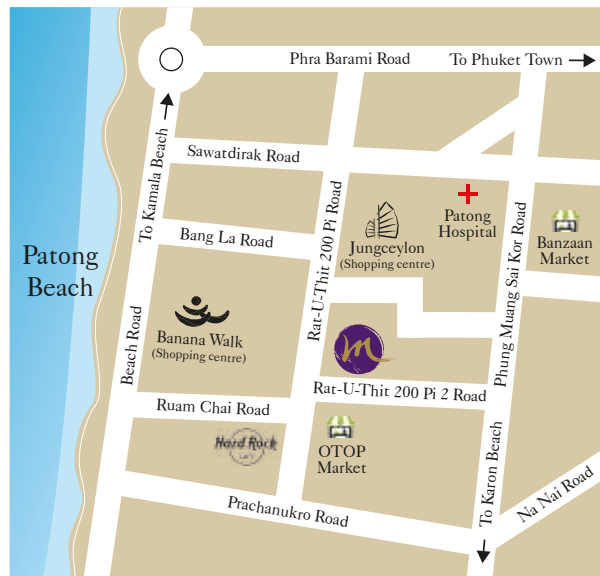 Phra Barami Road
To Phuket Town
To Kamala Beach
Sawatdirak Road
Rat-U-Thit 200 Pi Road
Patong
Hospital
Phung Muang Sai Kor Road
Banzaan
Market
Bang La Road
Jungceylon
(Shopping centre)
Patong
Beach
Beach Road
Banana Walk
(Shopping centre)
m
Rat-U-Thit 200 Pi 2 Road
Ruam Chai Road
Hard Rock
CAFE
OTOP
Market
To Karon Beach
Na Nai Road
Prachanukro Road